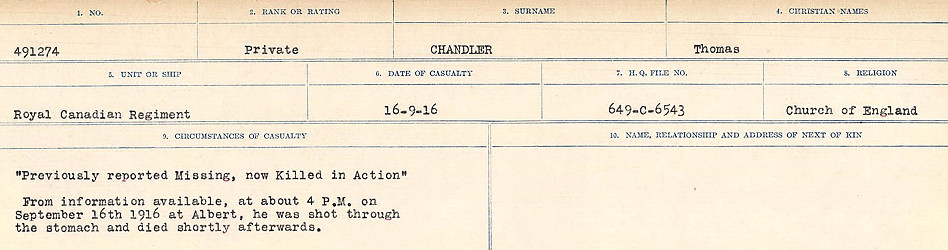 1. NO.
2. RANK OR RATING
3. SURNAME
4. CHRISTIAN NAMES
491274
Private
CHANDLER
Thomas
5. UNIT OR SHIP
6. DATE OF CASUALTY
7. H.Q. FILE NO.
8. RELIGION
Royal Canadian Regiment
16-9-16
649-C-6543
Church of England
9. CIRCUMSTANCES OF CASUALTY
10. NAME, RELATIONSHIP AND ADDRESS OF NEXT OF KIN
"Previously reported Missing, now Killed in Action"
From information available, at about 4 P.M. on
September 16th 1916 at Albert, he was shot through
the stomach and died shortly afterwards.